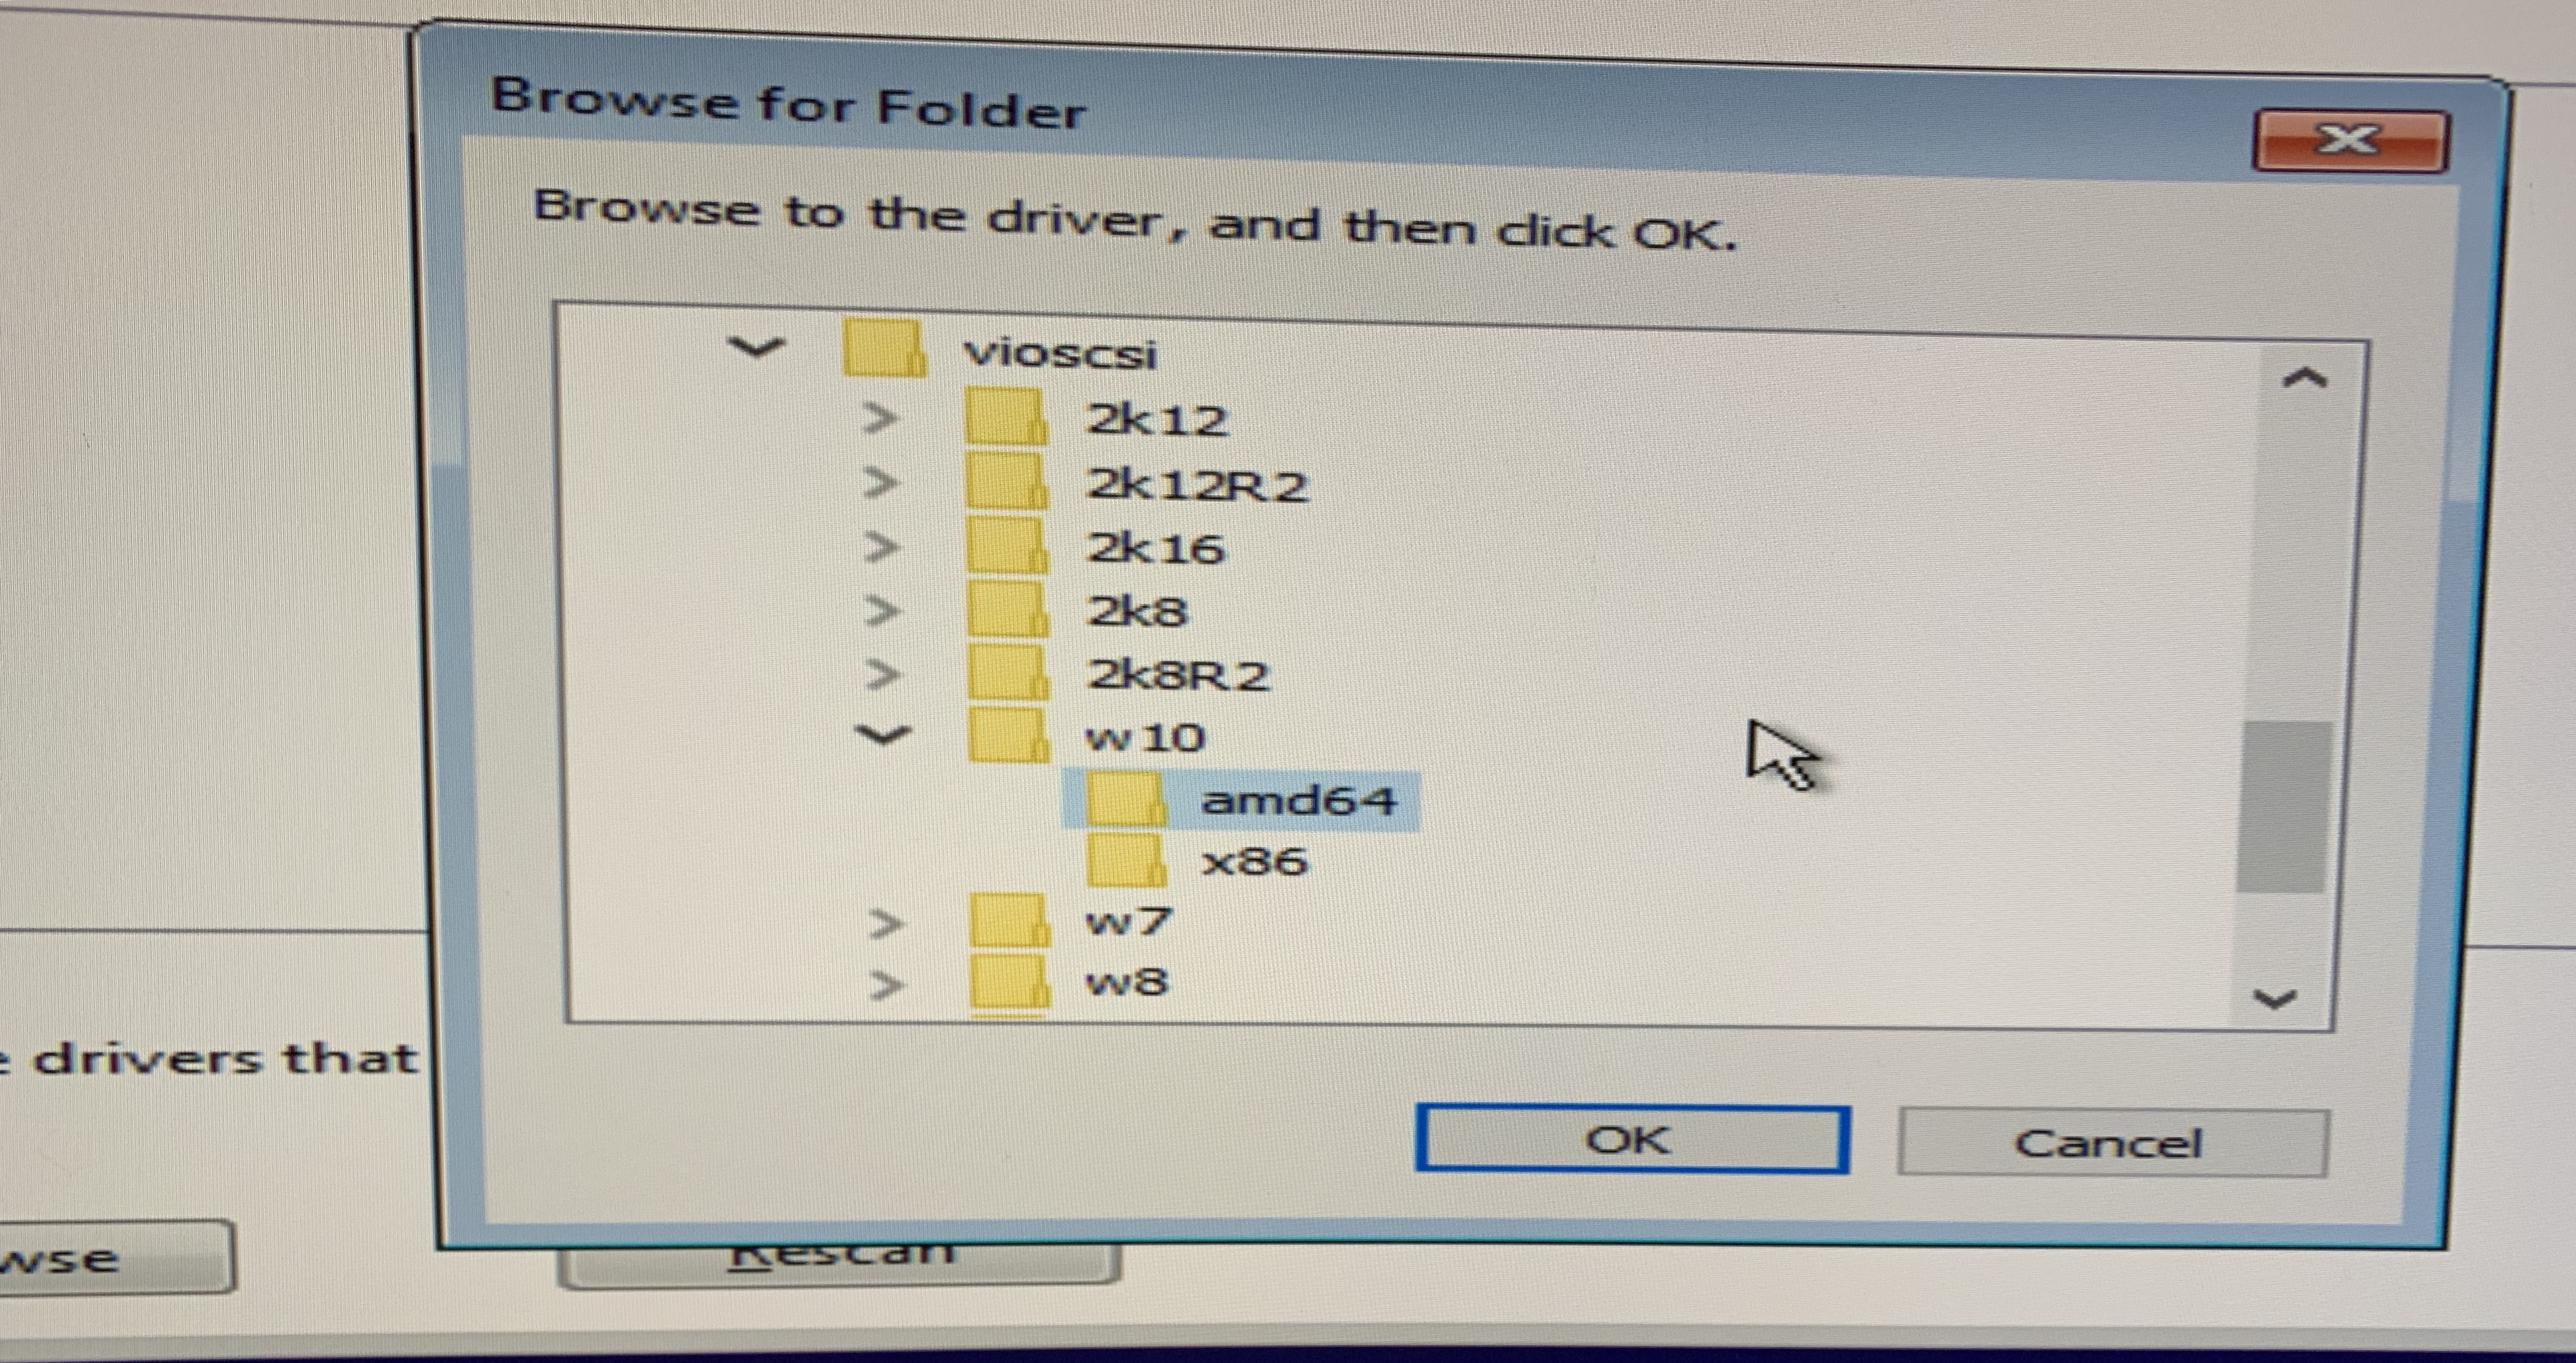 Browse for Folder
Browse to the driver, and then click OK.
vioscsi
2k12
2k12R2
2k16
2k8
2k8R2
w10
amd64
x86
w7
w8
drivers that
OK
Cancel
wse
Rescan